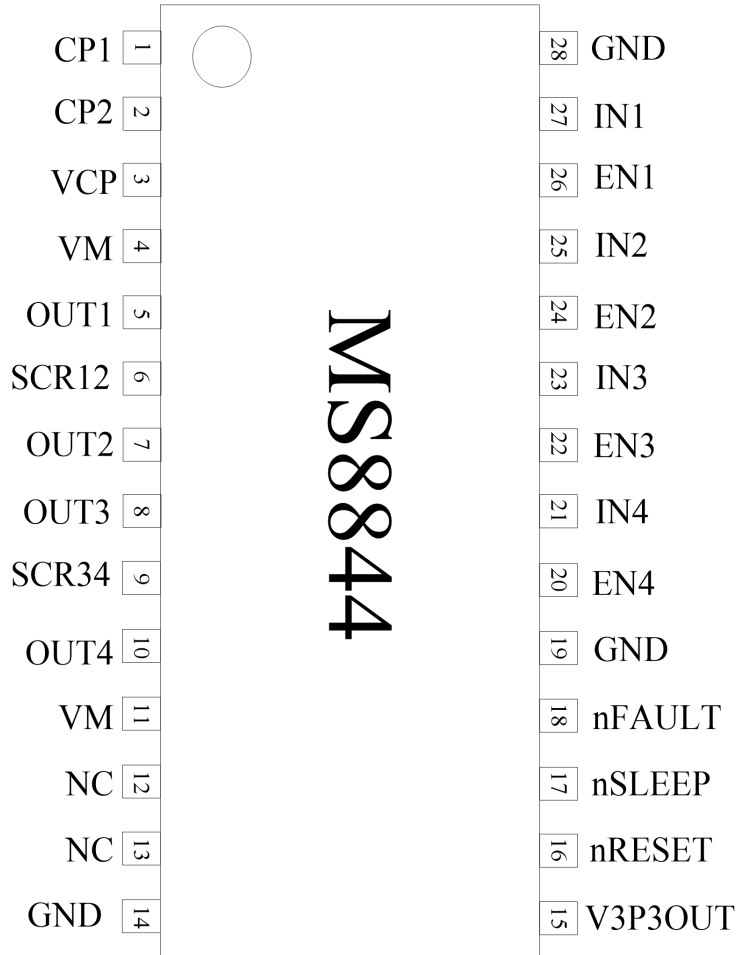 CP1 1
CP2 2
VCP 3
VM 4
OUT1 5
SCR12 6
OUT2 7
OUT3 8
SCR34 9
OUT4 10
VM 11
NC 12
NC 13
GND 14
MS8844
28 GND
27 IN1
26 EN1
25 IN2
24 EN2
23 IN3
22 EN3
21 IN4
20 EN4
19 GND
18 nFAULT
17 nSLEEP
16 nRESET
15 V3P3OUT